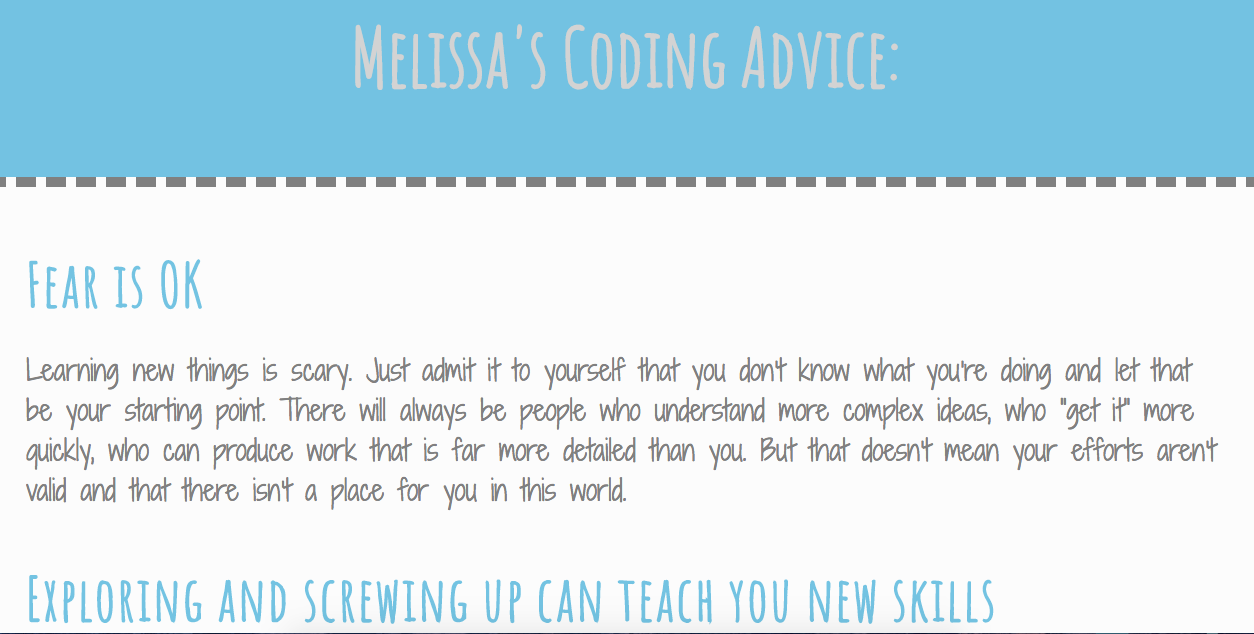 Melissa's Coding Advice:
Fear is OK
Learning new things is scary. Just admit it to yourself that you don't know what you're doing and let that
be your starting point. There will always be people who understand more complex ideas, who "get it" more
quickly, who can produce work that is far more detailed than you. But that doesn't mean your efforts aren't
valid and that there isn't a place for you in this world.
Exploring and screwing up can teach you new skills